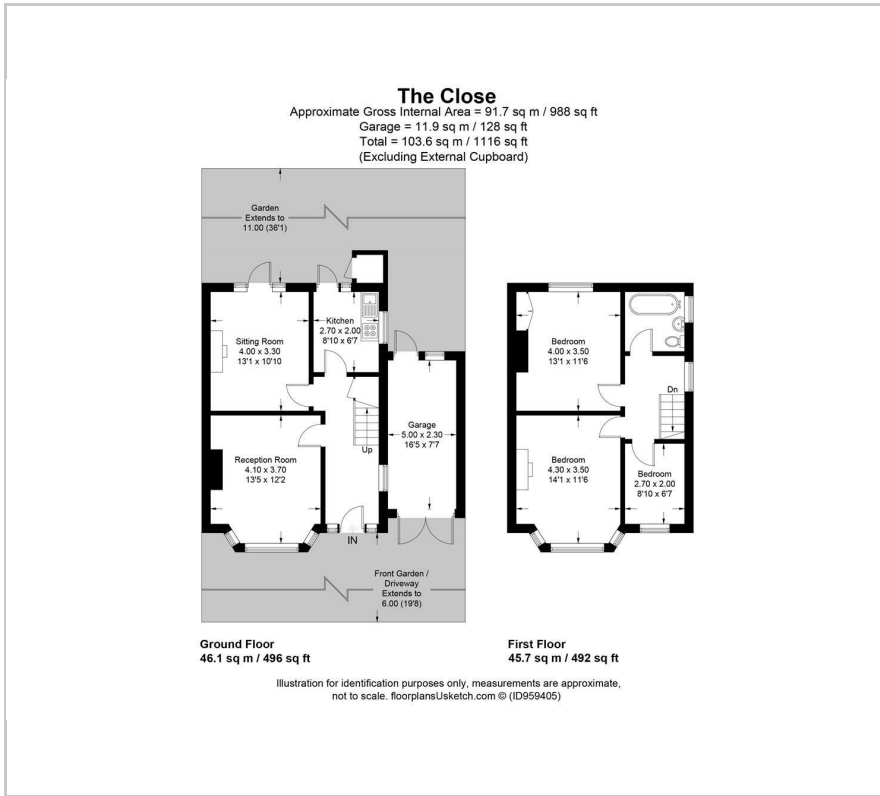 The Close
Approximate Gross Internal Area = 91.7 sq m / 988 sq ft
Garage = 11.9 sq m / 128 sq ft
Total = 103.6 sq m / 1116 sq ft
(Excluding External Cupboard)
Garden
Extends to
11.00 (36'1)
Kitchen
2.70 x 2.00
8'10 x 6'7
Sitting Room
4.00 x 3.30
13'1 x 10'10
Up
Garage
5.00 x 2.30
16'5 x 7'7
Reception Room
4.10 x 3.70
13'5 x 12'2
IN
Front Garden /
Driveway
Extends to
6.00 (19'8)
Bedroom
4.00 x 3.50
13'1 x 11'6
Dn
Bedroom
4.30 x 3.50
14'1 x 11'6
Bedroom
2.70 x 2.00
8'10 x 6'7
Ground Floor
46.1 sq m / 496 sq ft
First Floor
45.7 sq m / 492 sq ft
Illustration for identification purposes only, measurements are approximate,
not to scale. floorplansUsketch.com © (ID959405)